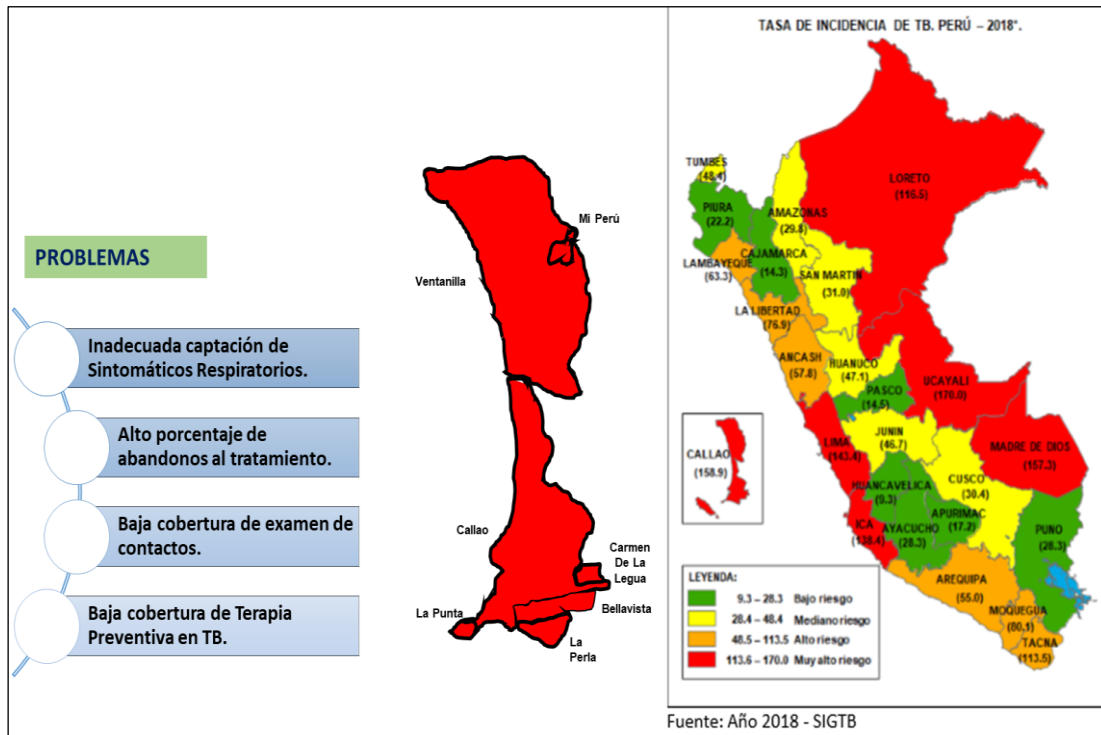 PROBLEMAS
Inadecuada captación de
Sintomáticos Respiratorios.
Alto porcentaje de
abandonos al tratamiento.
Baja cobertura de examen de
contactos.
Baja cobertura de Terapia
Preventiva en TB.
Mi Perú
Ventanilla
Callao
Carmen
De La
Legua
Bellavista
La Punta
La
Perla
TASA DE INCIDENCIA DE TB. PERÚ – 2018*.
TUMBES
(48.4)
LORETO
(116.5)
PIURA
(22.2)
AMAZONAS
(29.8)
CAJAMARCA
(14.3)
LAMBAYEQUE
(63.3)
SAN MARTIN
(31.0)
LA LIBERTAD
(76.9)
ANCASH
(57.8)
HUANUCO
(47.1)
UCAYALI
(170.0)
PASCO
(14.5)
CALLAO
(158.9)
LIMA
(143.4)
JUNIN
(46.7)
MADRE DE DIOS
(157.3)
CUSCO
(30.4)
HUANCAVELICA
(9.3)
APURIMAC
(17.2)
ICA
(138.4)
AYACUCHO
(28.3)
PUNO
(28.3)
AREQUIPA
(55.0)
MOQUEGUA
(80.1)
TACNA
(113.5)
LEYENDA:
9.3 – 28.3 Bajo riesgo
28.4 – 48.4 Mediano riesgo
48.5 – 113.5 Alto riesgo
113.6 – 170.0 Muy alto riesgo
Fuente: Año 2018 - SIGTB